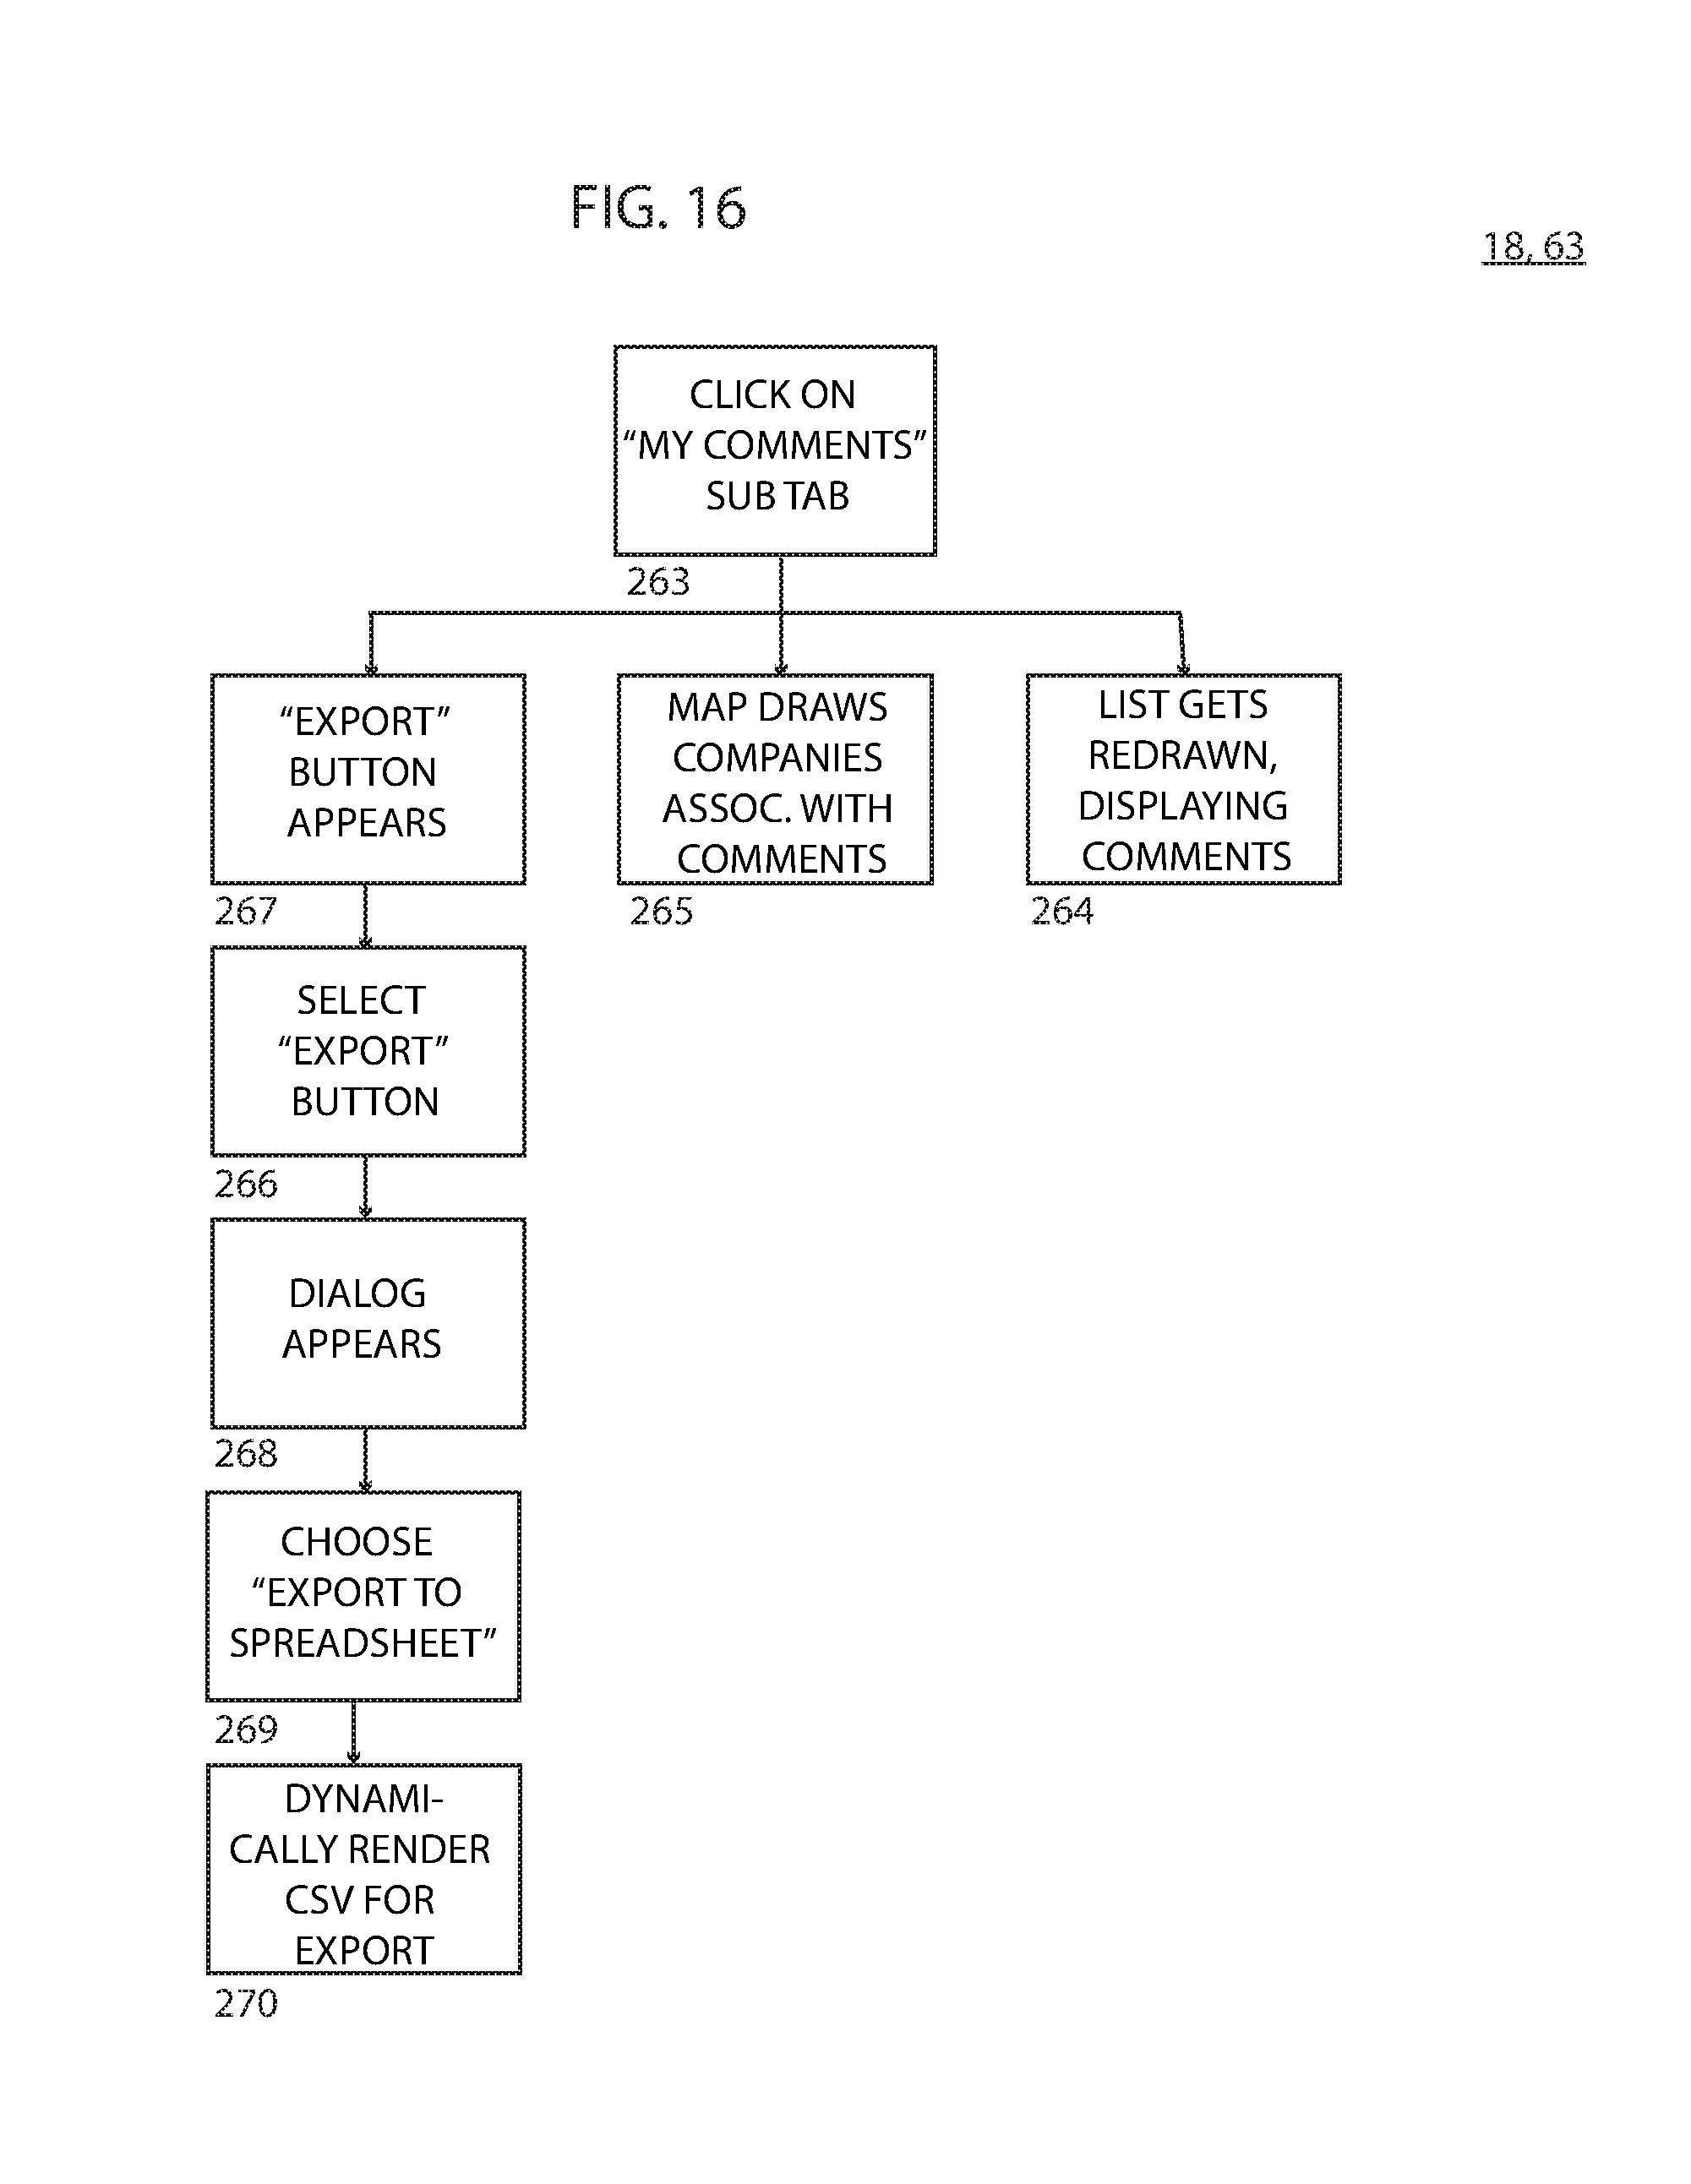 FIG. 16
18, 63
CLICK ON
“MY COMMENTS”
SUB TAB
263
“EXPORT”
BUTTON
APPEARS
267
MAP DRAWS
COMPANIES
ASSOC. WITH
COMMENTS
265
LIST GETS
REDRAWN,
DISPLAYING
COMMENTS
264
SELECT
“EXPORT”
BUTTON
266
DIALOG
APPEARS
268
CHOOSE
“EXPORT TO
SPREADSHEET”
269
DYNAMI-
CALLY RENDER
CSV FOR
EXPORT
270